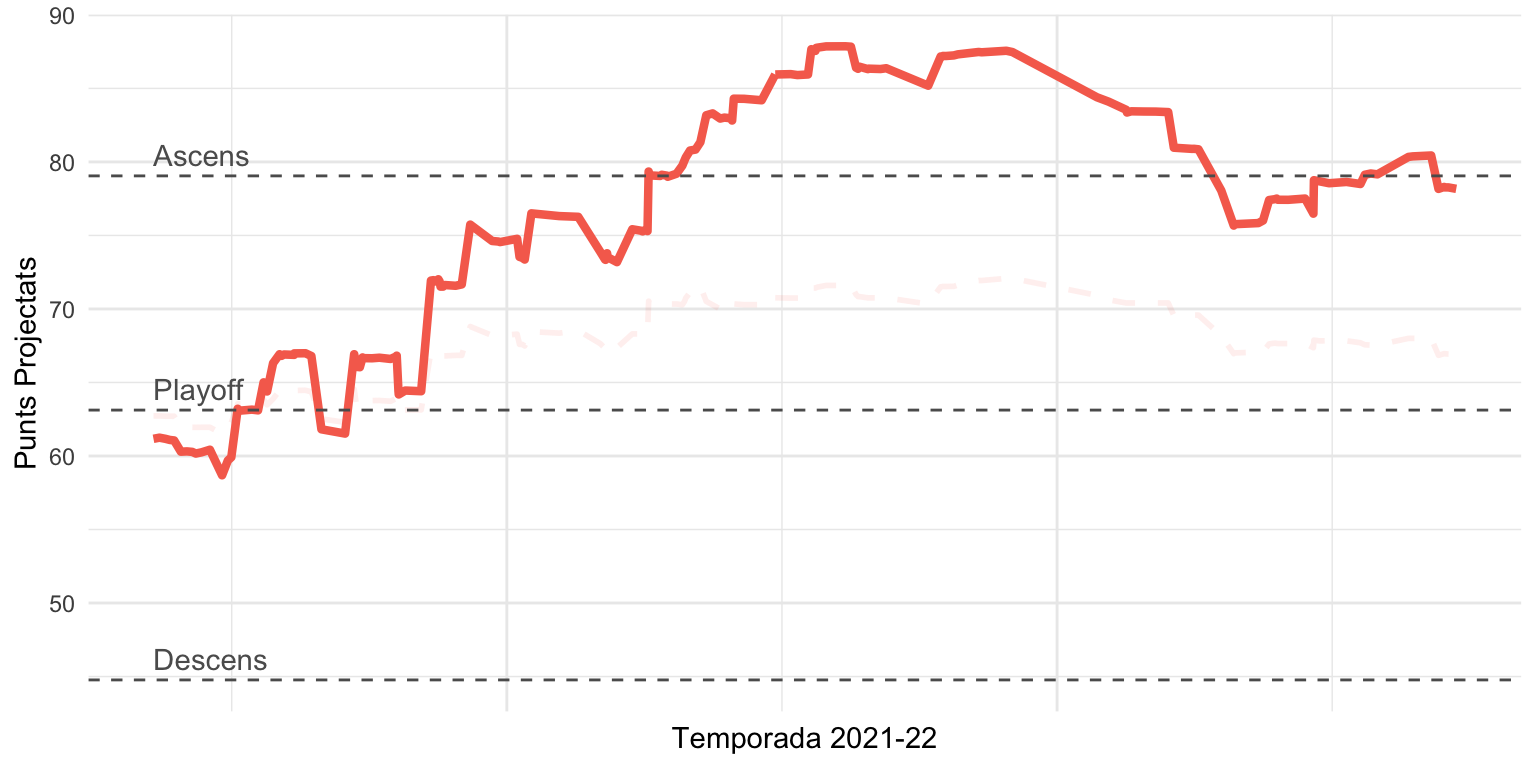 90
Ascens
80
70
Playoff
60
50
Descens
Punts Projectats
Temporada 2021-22